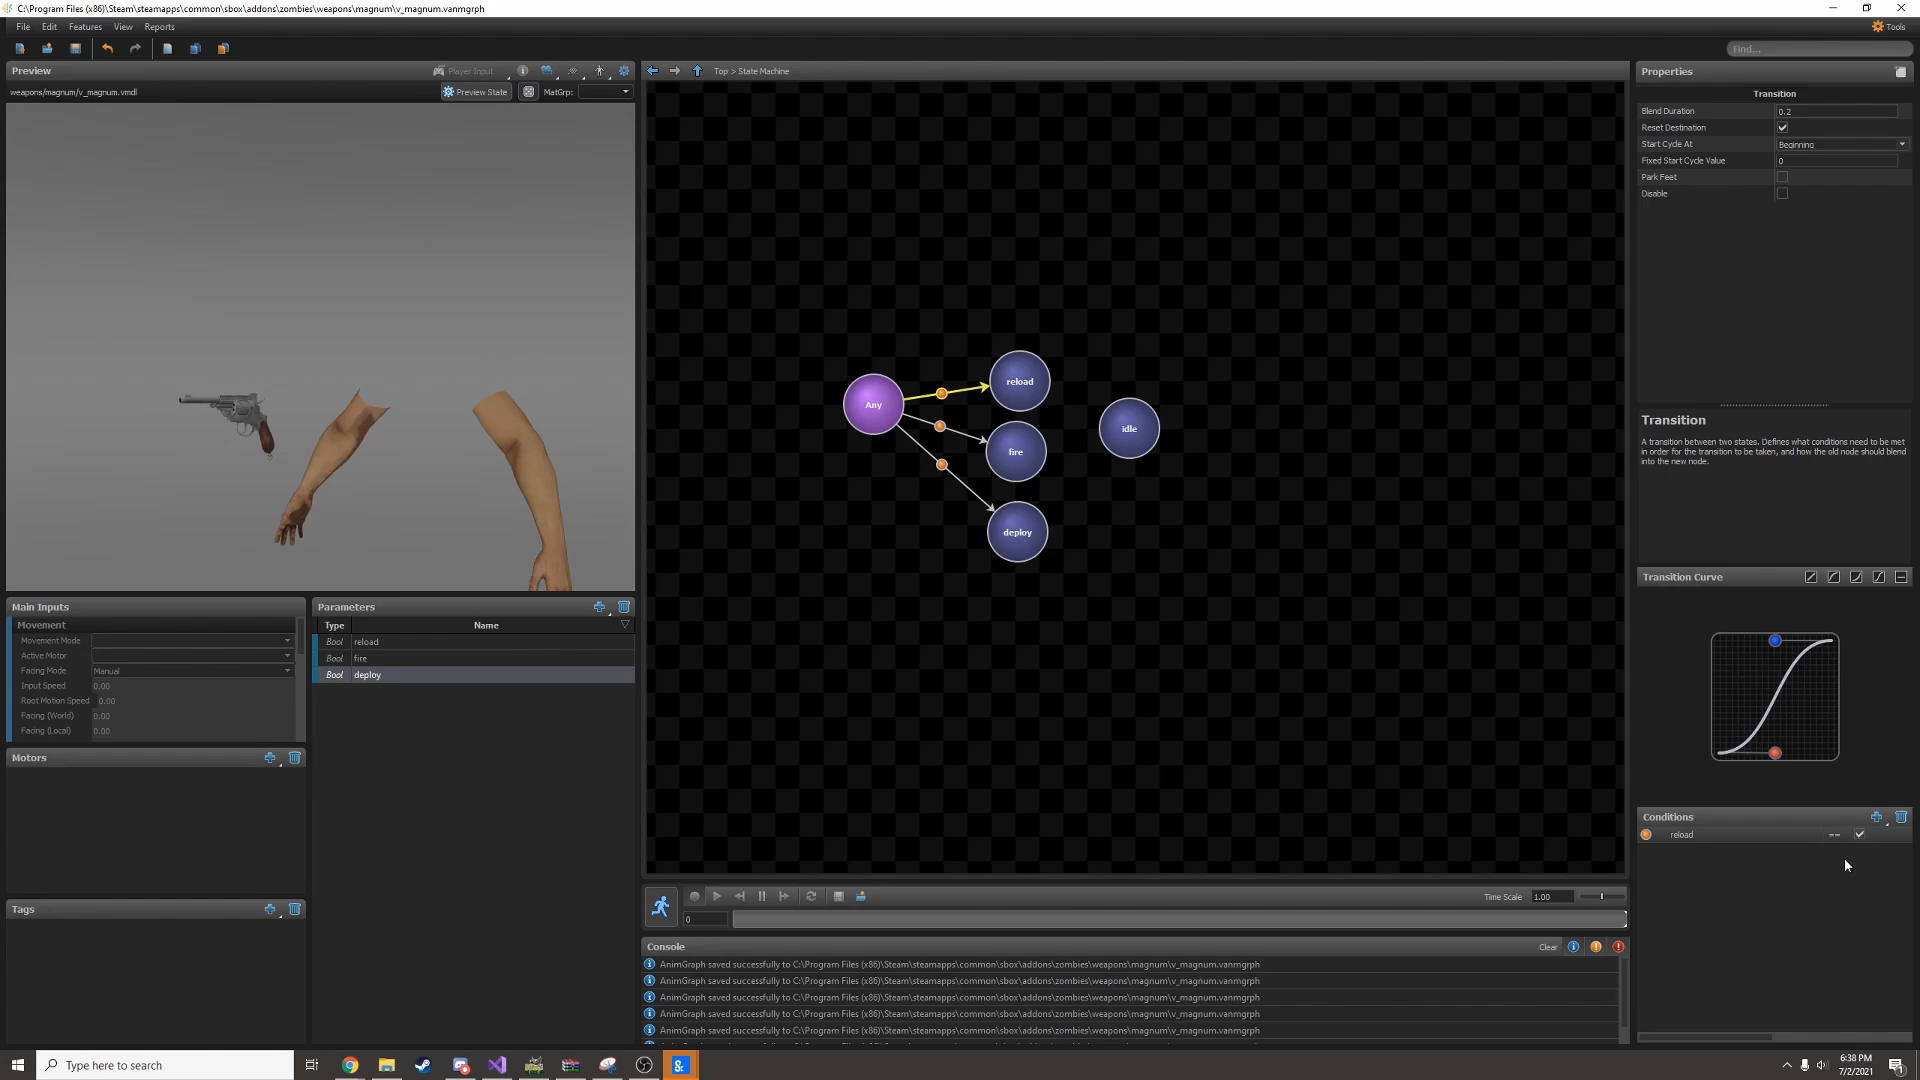 C:\Program Files (x86)\Steam\steamapps\common\sbox\addons\zombies\weapons\magnum\v_magnum.vanmgrph
File Edit Features View Reports
Tools
Find...
Preview
Player Input
Top > State Machine
Properties
weapons/magnum/v_magnum.vmdl
Preview State
MatGrp:
Transition
Blend Duration 0.2
Reset Destination
Start Cycle At Beginning
Fixed Start Cycle Value 0
Park Feet
Disable
Any
reload
fire
deploy
idle
Transition
A transition between two states. Defines what conditions need to be met
in order for the transition to be taken, and how the old node should blend
into the new node.
Transition Curve
Main Inputs
Movement
Movement Mode
Active Motor
Facing Mode Manual
Input Speed 0.00
Root Motion Speed 0.00
Facing (World) 0.00
Facing (Local) 0.00
Parameters
Type Name
Bool reload
Bool fire
Bool deploy
Motors
Tags
Conditions
reload ==
0
Time Scale 1.00
Console
Clear
AnimGraph saved successfully to C:\Program Files (x86)\Steam\steamapps\common\sbox\addons\zombies\weapons\magnum\v_magnum.vanmgrph
AnimGraph saved successfully to C:\Program Files (x86)\Steam\steamapps\common\sbox\addons\zombies\weapons\magnum\v_magnum.vanmgrph
AnimGraph saved successfully to C:\Program Files (x86)\Steam\steamapps\common\sbox\addons\zombies\weapons\magnum\v_magnum.vanmgrph
AnimGraph saved successfully to C:\Program Files (x86)\Steam\steamapps\common\sbox\addons\zombies\weapons\magnum\v_magnum.vanmgrph
AnimGraph saved successfully to C:\Program Files (x86)\Steam\steamapps\common\sbox\addons\zombies\weapons\magnum\v_magnum.vanmgrph
Type here to search
6:38 PM
7/2/2021